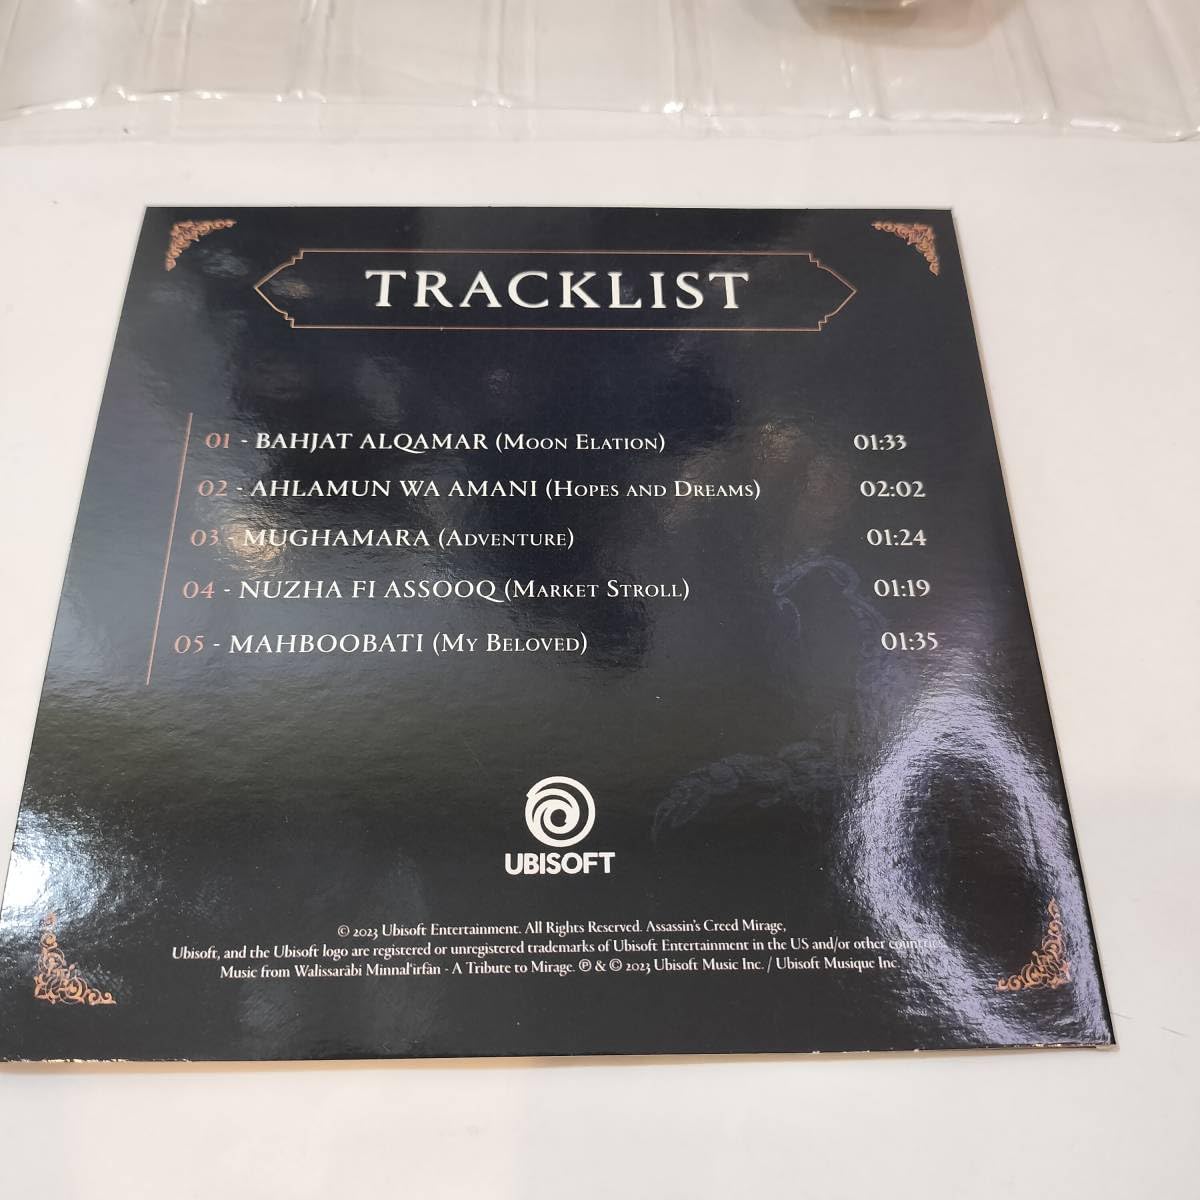 TRACKLIST
01 - BAHJAT ALQAMAR (Moon Elation) 01:33
02 - AHLAMUN WA AMANI (Hopes and Dreams) 02:02
03 - MUGHAMARA (Adventure) 01:24
04 - NUZHA FI ASSOOQ (Market Stroll) 01:19
05 - MAHBOOBATI (My Beloved) 01:35
UBISOFT
© 2023 Ubisoft Entertainment. All Rights Reserved. Assassin's Creed Mirage,
Ubisoft, and the Ubisoft logo are registered or unregistered trademarks of Ubisoft Entertainment in the US and/or other countries.
Music from Walissarābi Minnal'irfān - A Tribute to Mirage. ℗ & © 2023 Ubisoft Music Inc. / Ubisoft Musique Inc.